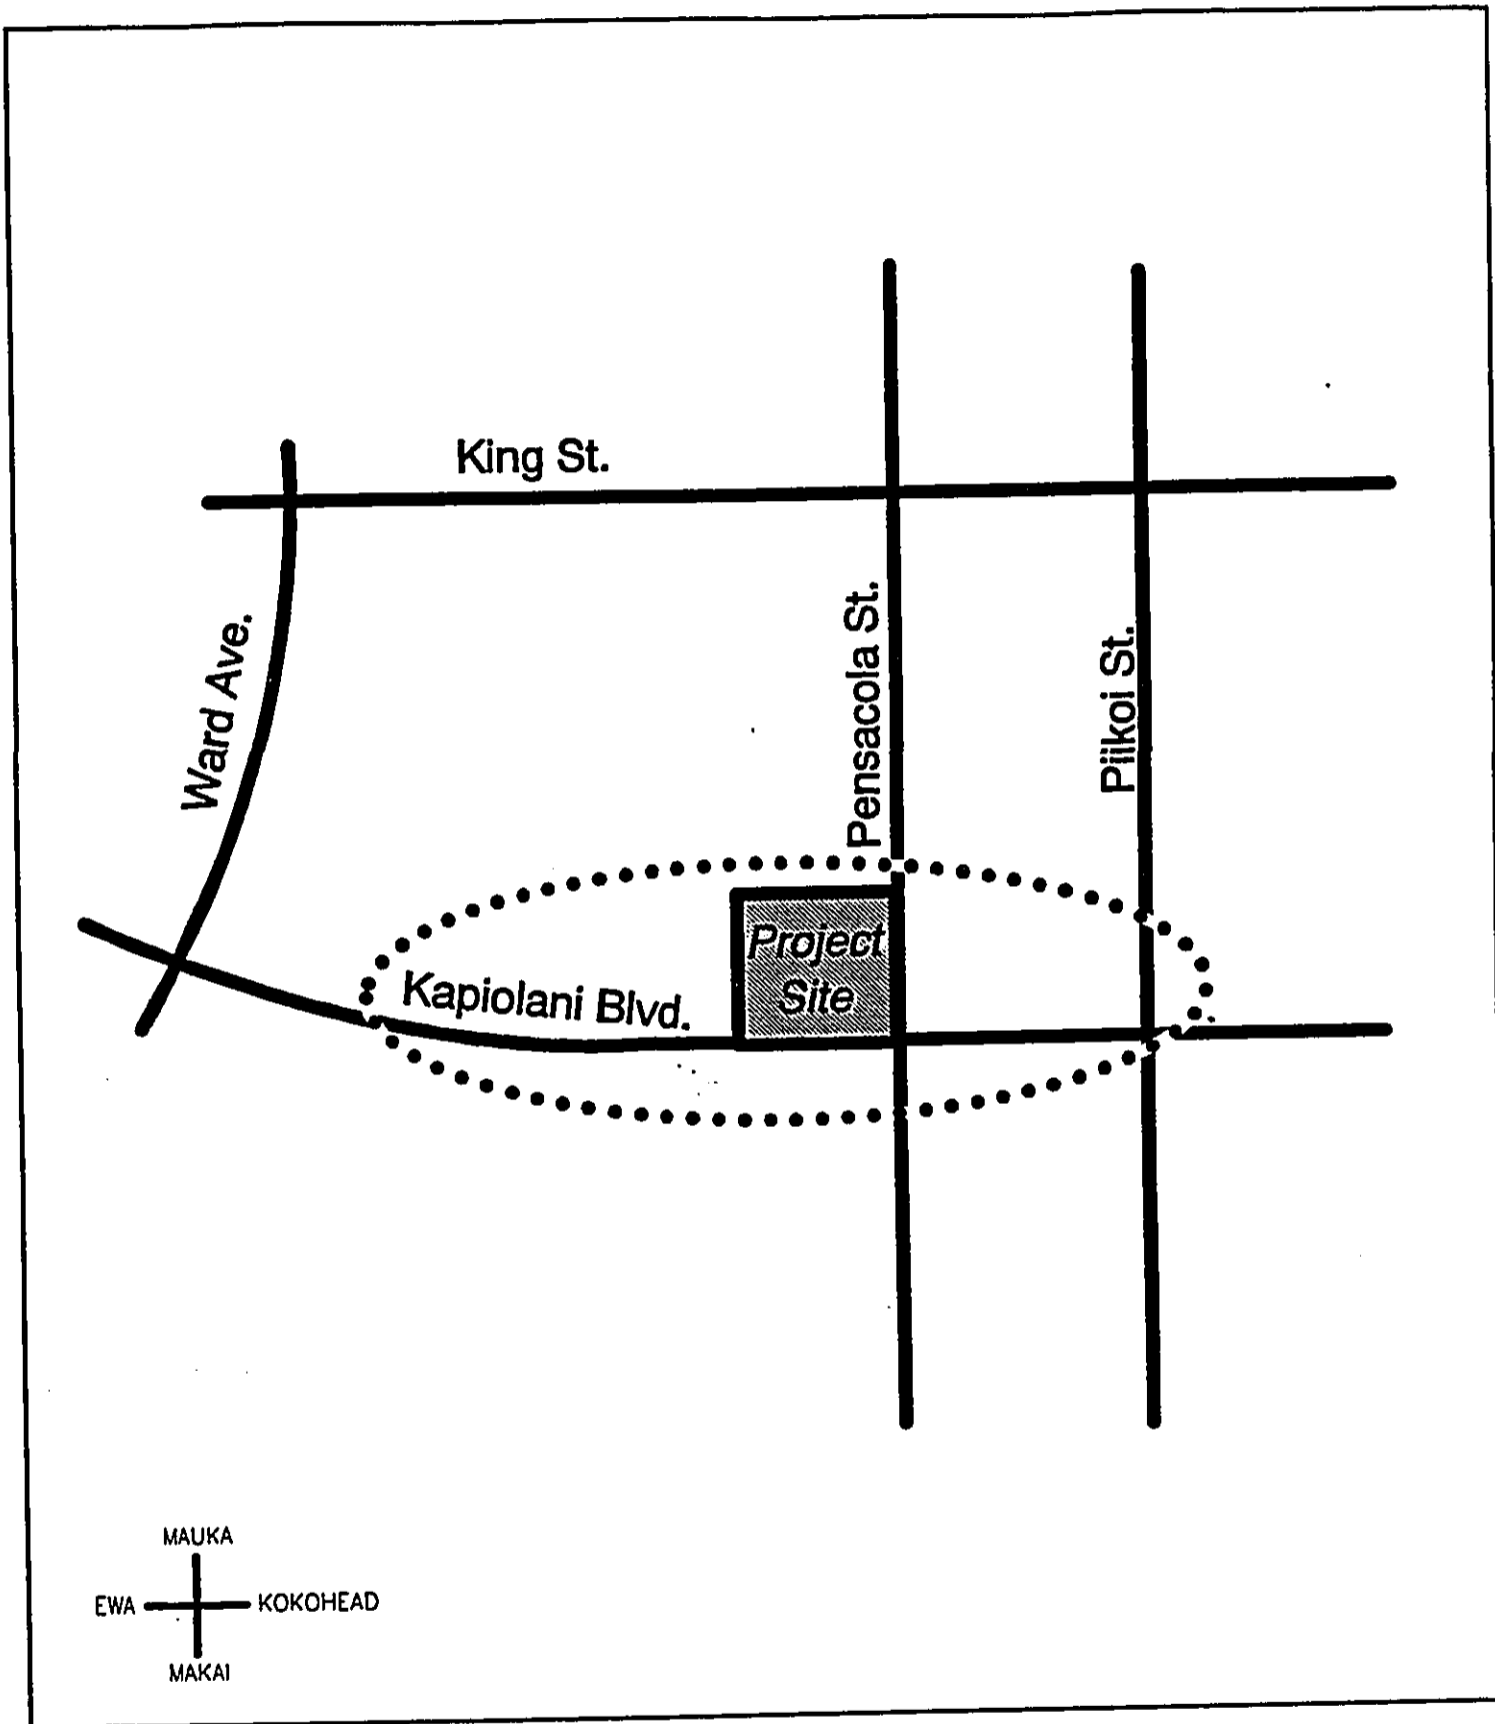 King St.
Ward Ave.
Pensacola St.
Piikoi St.
Project
Site
Kapiolani Blvd.
MAUKA
EWA
KOKOHEAD
MAKAI